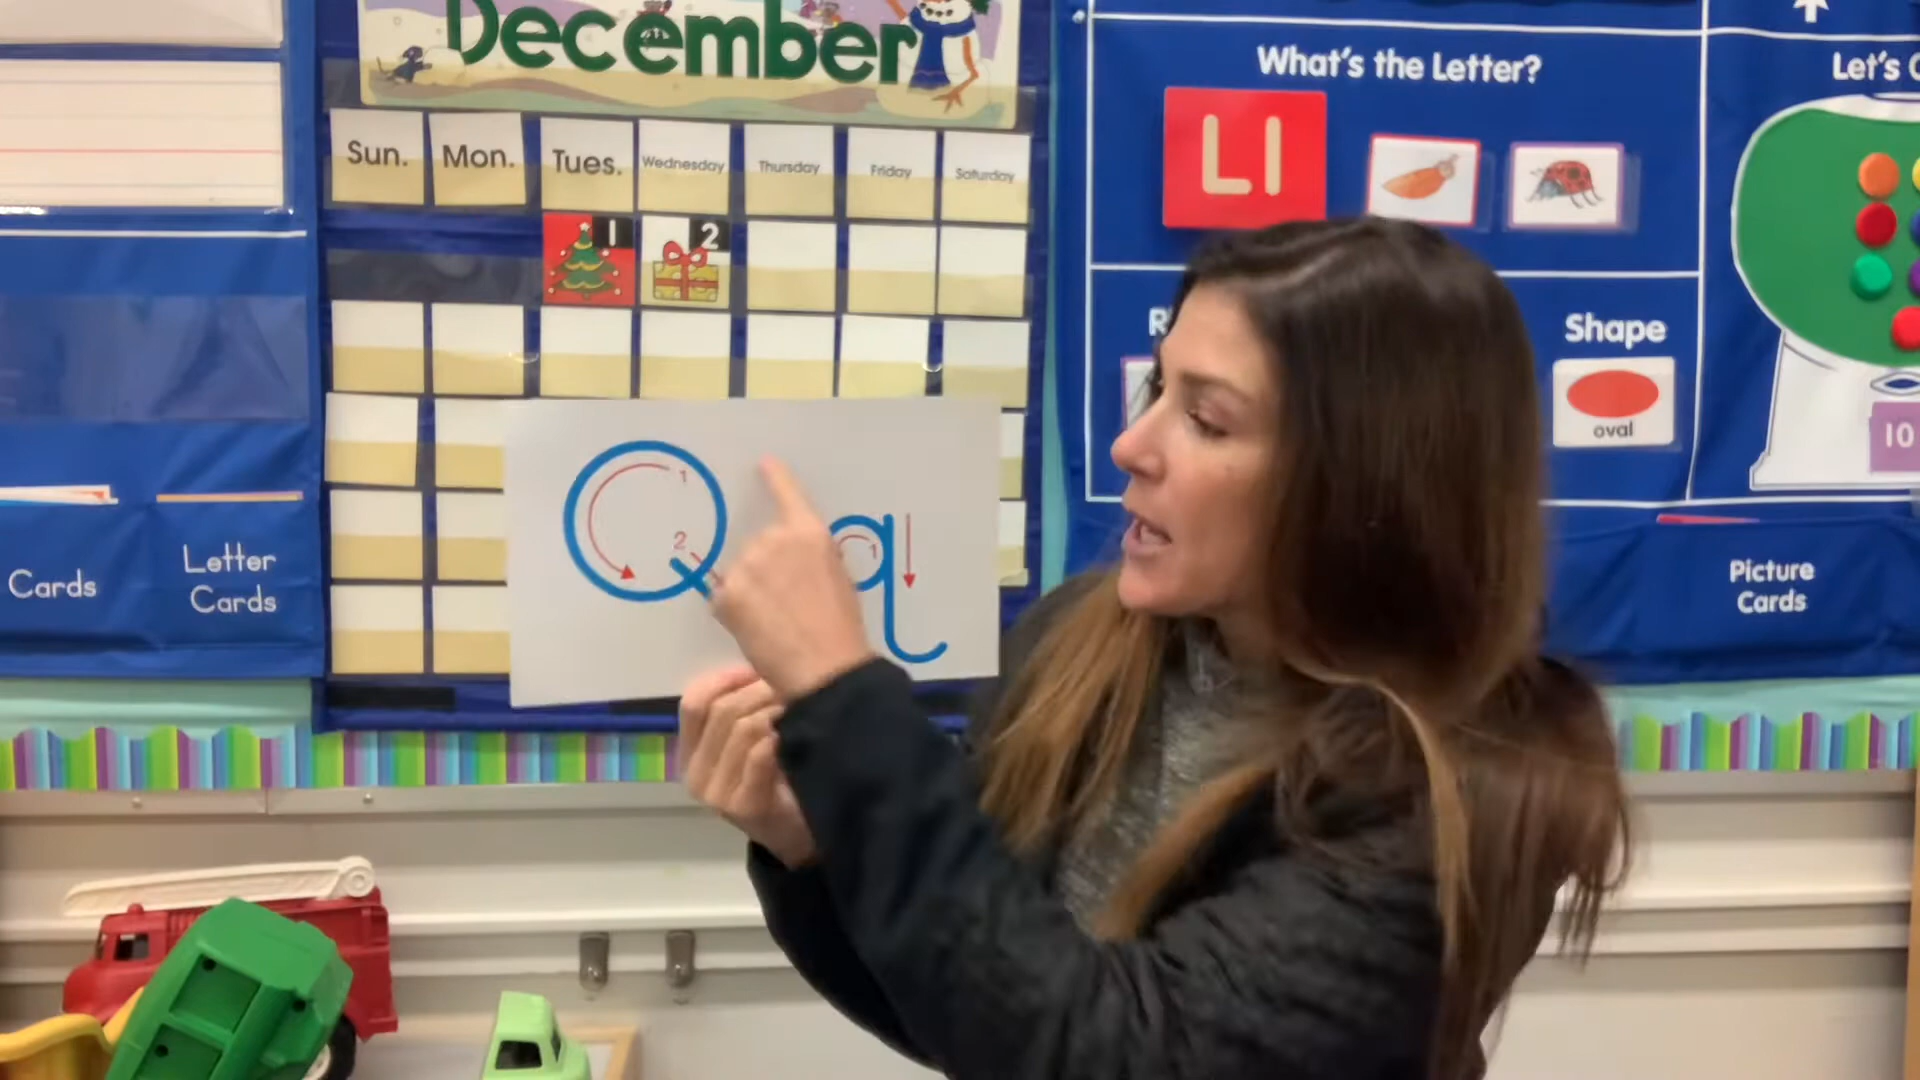 December
Sun. Mon. Tues. Wednesday Thursday Friday Saturday
1 2
What's the Letter?
Ll
Let's
Shape
oval
10
Q q
1
2
1
Cards
Letter
Cards
Picture
Cards